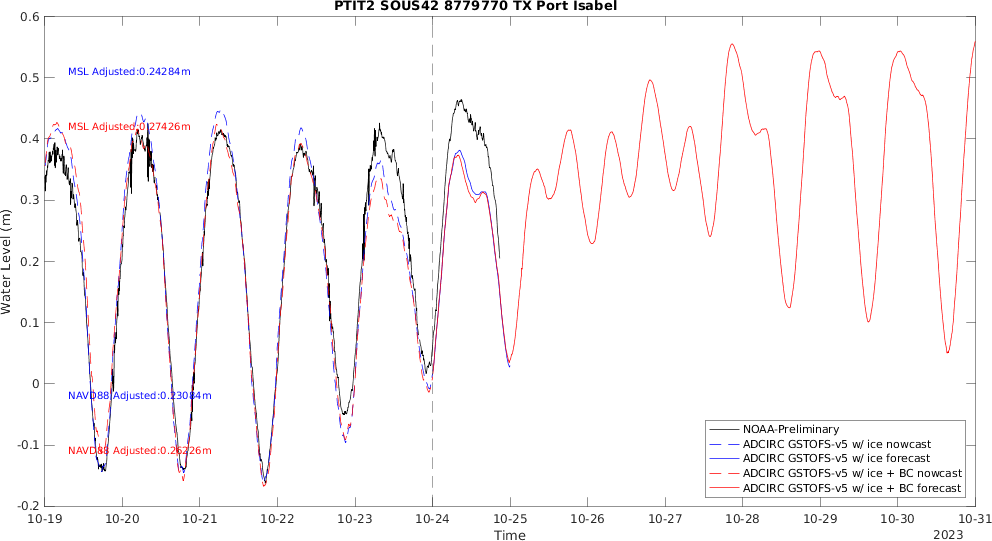 PTIT2 SOUS42 8779770 TX Port Isabel
0.6
0.5
0.4
0.3
0.2
0.1
0
-0.1
-0.2
Water Level (m)
MSL Adjusted:0.24284m
MSL Adjusted:0.27426m
NAVD88 Adjusted:0.23084m
NAVD88 Adjusted:0.26226m
NOAA-Preliminary
ADCIRC GSTOFS-v5 w/ ice nowcast
ADCIRC GSTOFS-v5 w/ ice forecast
ADCIRC GSTOFS-v5 w/ ice + BC nowcast
ADCIRC GSTOFS-v5 w/ ice + BC forecast
10-19 10-20 10-21 10-22 10-23 10-24 10-25 10-26 10-27 10-28 10-29 10-30 10-31
Time
2023